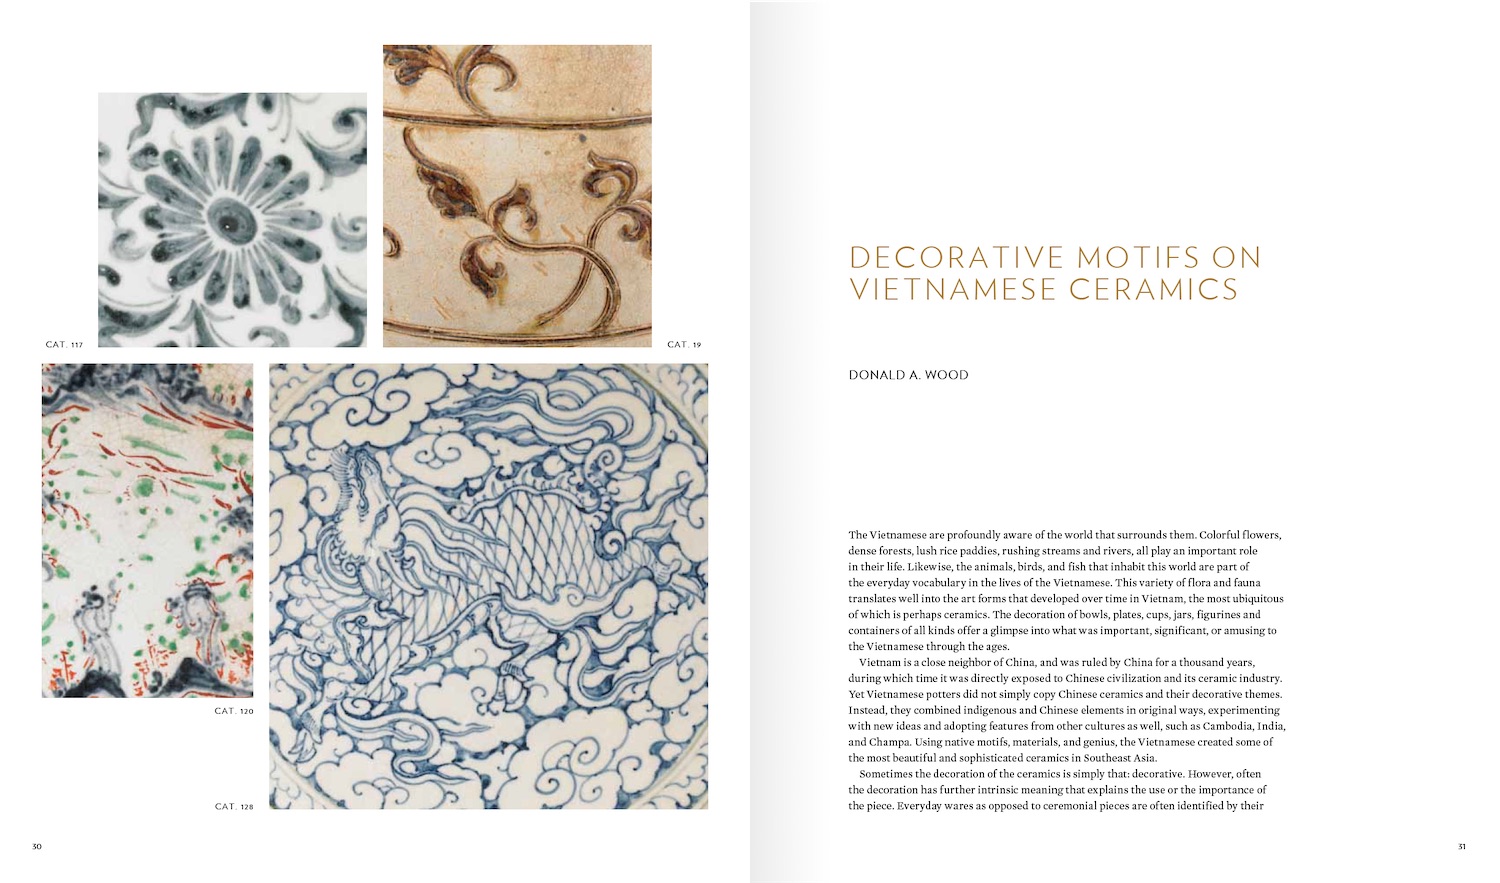 CAT. 117
CAT. 19
CAT. 120
CAT. 128
30
DECORATIVE MOTIFS ON
VIETNAMESE CERAMICS
DONALD A. WOOD
The Vietnamese are profoundly aware of the world that surrounds them. Colorful flowers,
dense forests, lush rice paddies, rushing streams and rivers, all play an important role
in their life. Likewise, the animals, birds, and fish that inhabit this world are part of
the everyday vocabulary in the lives of the Vietnamese. This variety of flora and fauna
translates well into the art forms that developed over time in Vietnam, the most ubiquitous
of which is perhaps ceramics. The decoration of bowls, plates, cups, jars, figurines and
containers of all kinds offer a glimpse into what was important, significant, or amusing to
the Vietnamese through the ages.
Vietnam is a close neighbor of China, and was ruled by China for a thousand years,
during which time it was directly exposed to Chinese civilization and its ceramic industry.
Yet Vietnamese potters did not simply copy Chinese ceramics and their decorative themes.
Instead, they combined indigenous and Chinese elements in original ways, experimenting
with new ideas and adopting features from other cultures as well, such as Cambodia, India,
and Champa. Using native motifs, materials, and genius, the Vietnamese created some of
the most beautiful and sophisticated ceramics in Southeast Asia.
Sometimes the decoration of the ceramics is simply that: decorative. However, often
the decoration has further intrinsic meaning that explains the use or the importance of
the piece. Everyday wares as opposed to ceremonial pieces are often identified by their
31